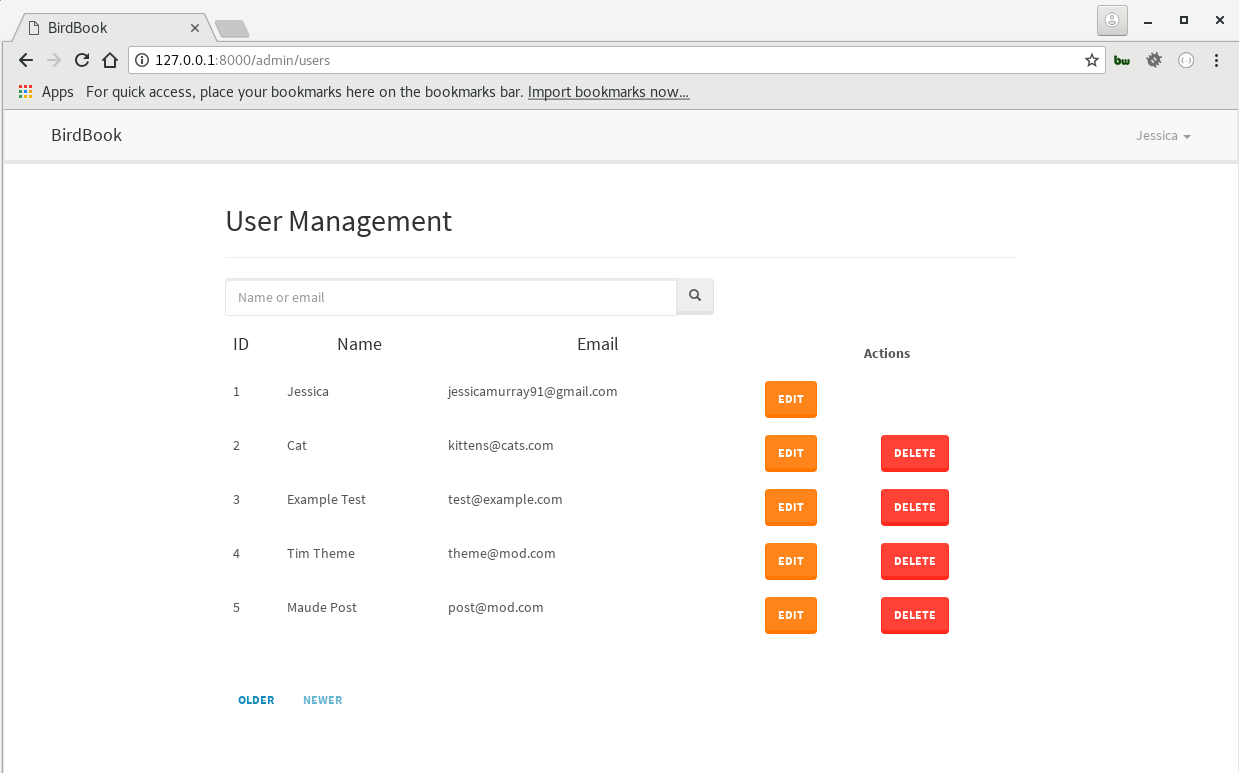 BirdBook
127.0.0.1:8000/admin/users
Apps For quick access, place your bookmarks here on the bookmarks bar. Import bookmarks now...
BirdBook Jessica
User Management
Name or email
ID Name Email Actions
1 Jessica jessicamurray91@gmail.com EDIT
2 Cat kittens@cats.com EDIT DELETE
3 Example Test test@example.com EDIT DELETE
4 Tim Theme theme@mod.com EDIT DELETE
5 Maude Post post@mod.com EDIT DELETE
OLDER NEWER